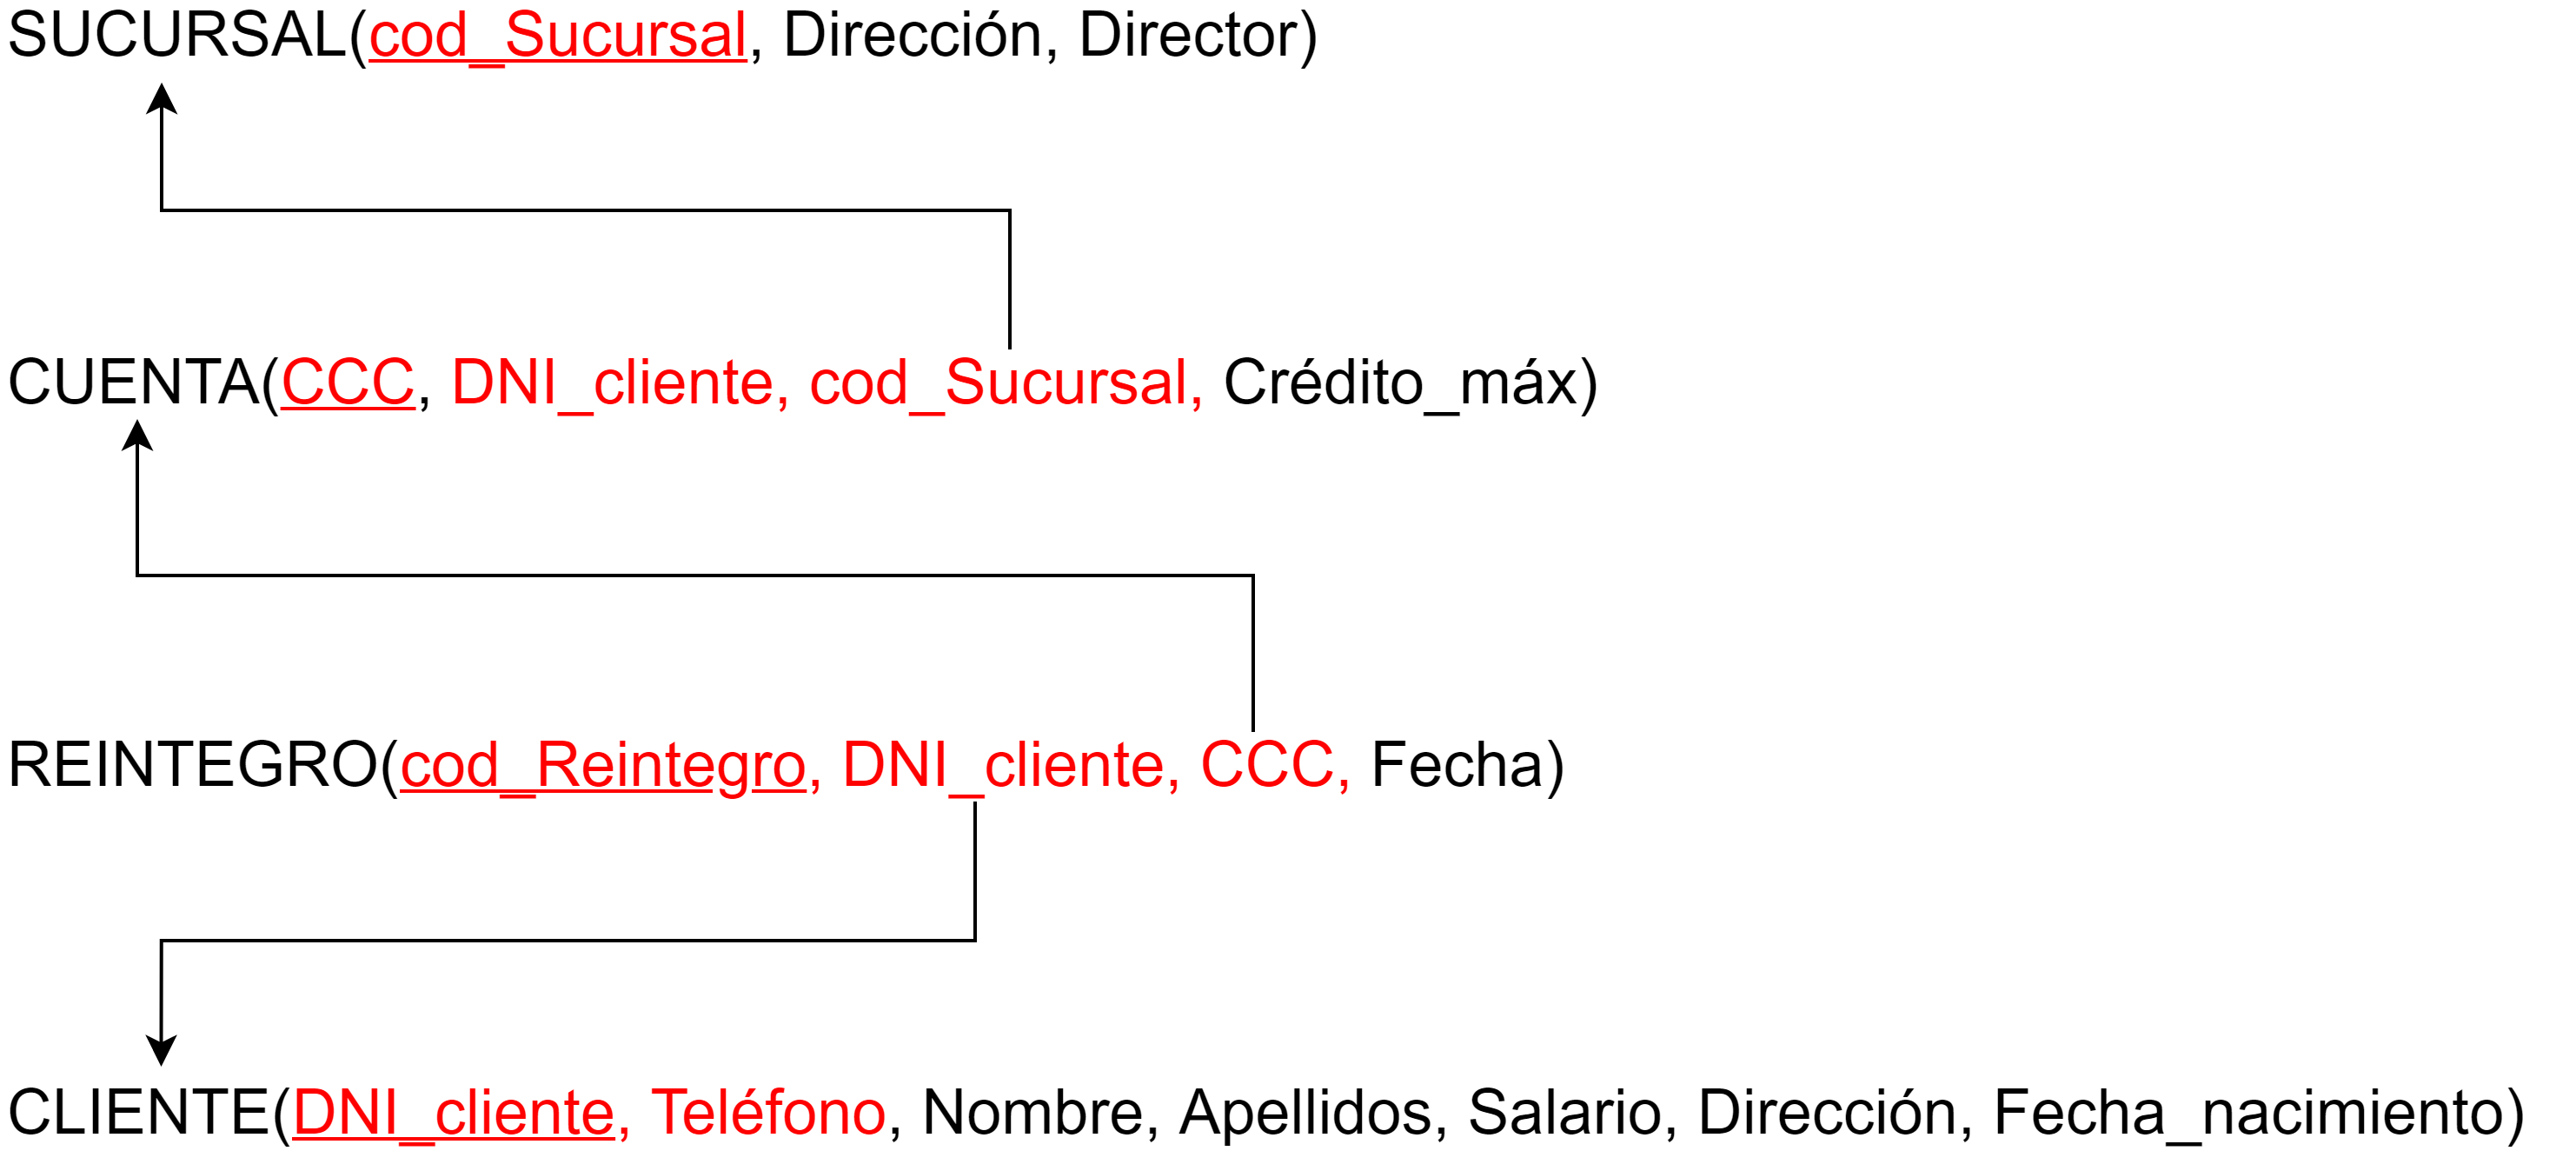 SUCURSAL(cod_Sucursal, Dirección, Director)
CUENTA(CCC, DNI_cliente, cod_Sucursal, Crédito_máx)
REINTEGRO(cod_Reintegro, DNI_cliente, CCC, Fecha)
CLIENTE(DNI_cliente, Teléfono, Nombre, Apellidos, Salario, Dirección, Fecha_nacimiento)